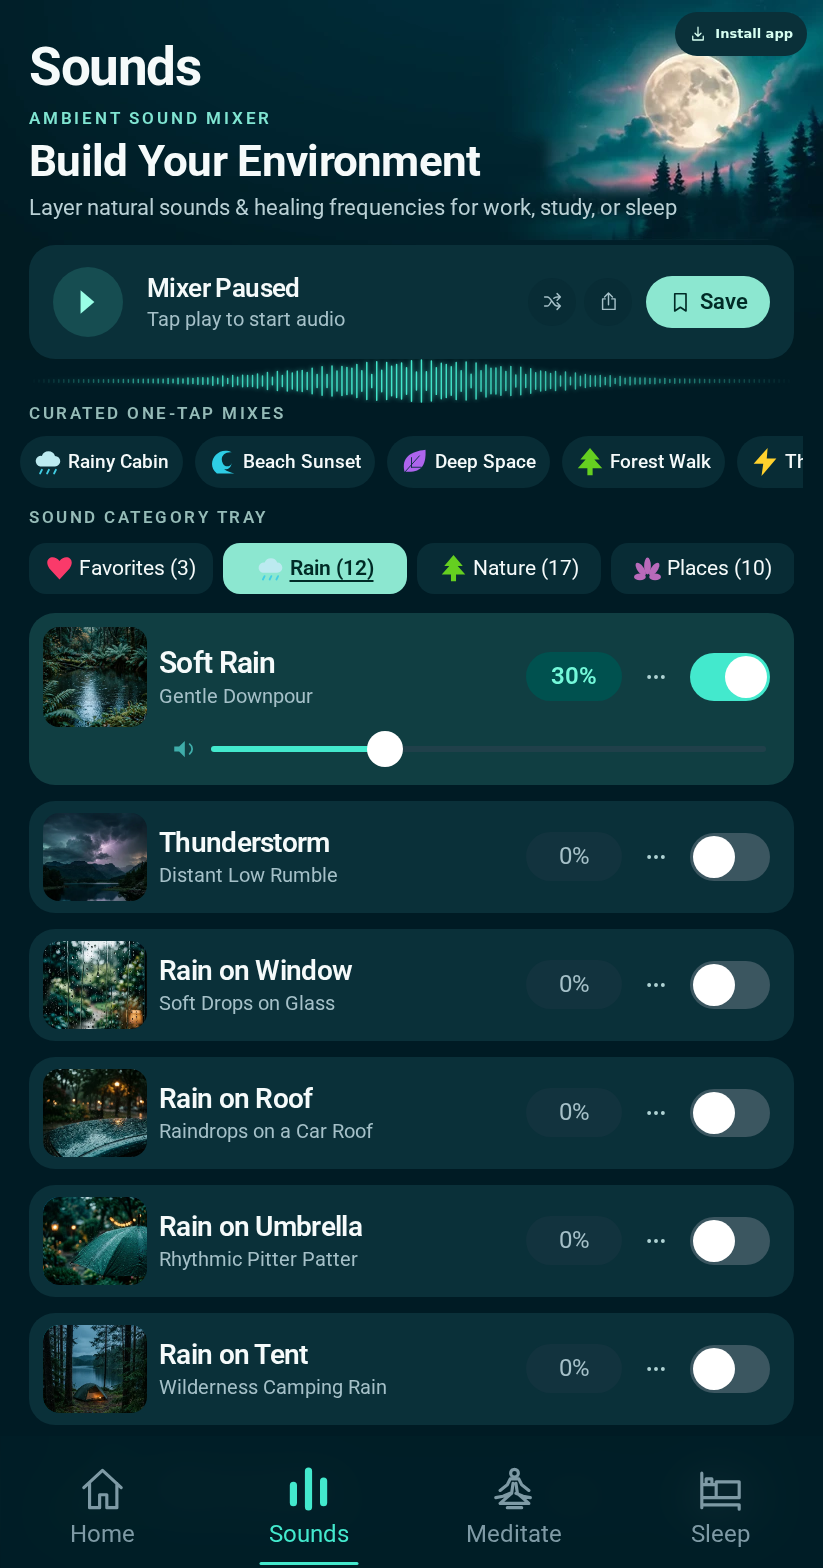 Install app
Sounds
AMBIENT SOUND MIXER
Build Your Environment
Layer natural sounds & healing frequencies for work, study, or sleep
Mixer Paused
Tap play to start audio
Save
CURATED ONE-TAP MIXES
Rainy Cabin
Beach Sunset
Deep Space
Forest Walk
SOUND CATEGORY TRAY
Favorites (3)
Rain (12)
Nature (17)
Places (10)
Soft Rain
Gentle Downpour
30%
Thunderstorm
Distant Low Rumble
0%
Rain on Window
Soft Drops on Glass
0%
Rain on Roof
Raindrops on a Car Roof
0%
Rain on Umbrella
Rhythmic Pitter Patter
0%
Rain on Tent
Wilderness Camping Rain
0%
Home
Sounds
Meditate
Sleep